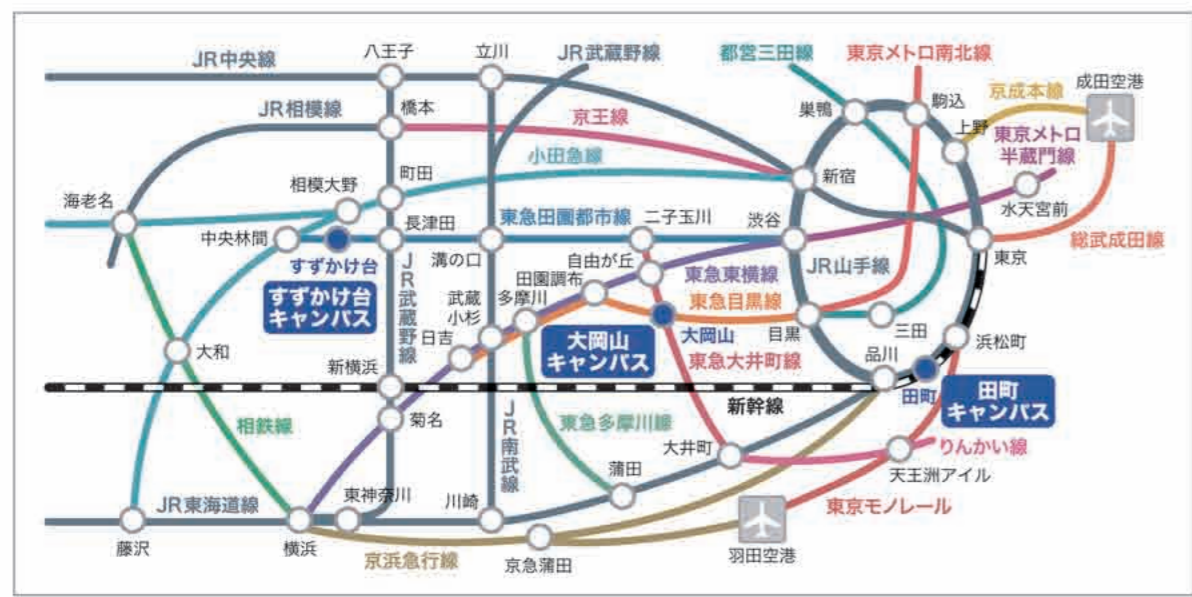 JR中央線
八王子
立川
JR武蔵野線
都営三田線
東京メトロ南北線
成田空港
京成本線
巣鴨
駒込
上野
JR相模線
橋本
京王線
東京メトロ
半蔵門線
小田急線
新宿
水天宮前
海老名
相模大野
町田
中央林間
長津田
東急田園都市線
二子玉川
渋谷
東京
総武成田線
すずかけ台
すずかけ台
キャンパス
JR武蔵野線
溝の口
自由が丘
東急東横線
JR山手線
田園調布
多摩川
武蔵
小杉
日吉
東急目黒線
大岡山
キャンパス
大岡山
目黒
三田
浜松町
東急大井町線
品川
田町
田町
キャンパス
大和
新横浜
新幹線
菊名
相鉄線
JR南武線
東急多摩川線
大井町
りんかい線
天王洲アイル
蒲田
東京モノレール
JR東海道線
東神奈川
川崎
藤沢
横浜
京浜急行線
京急蒲田
羽田空港